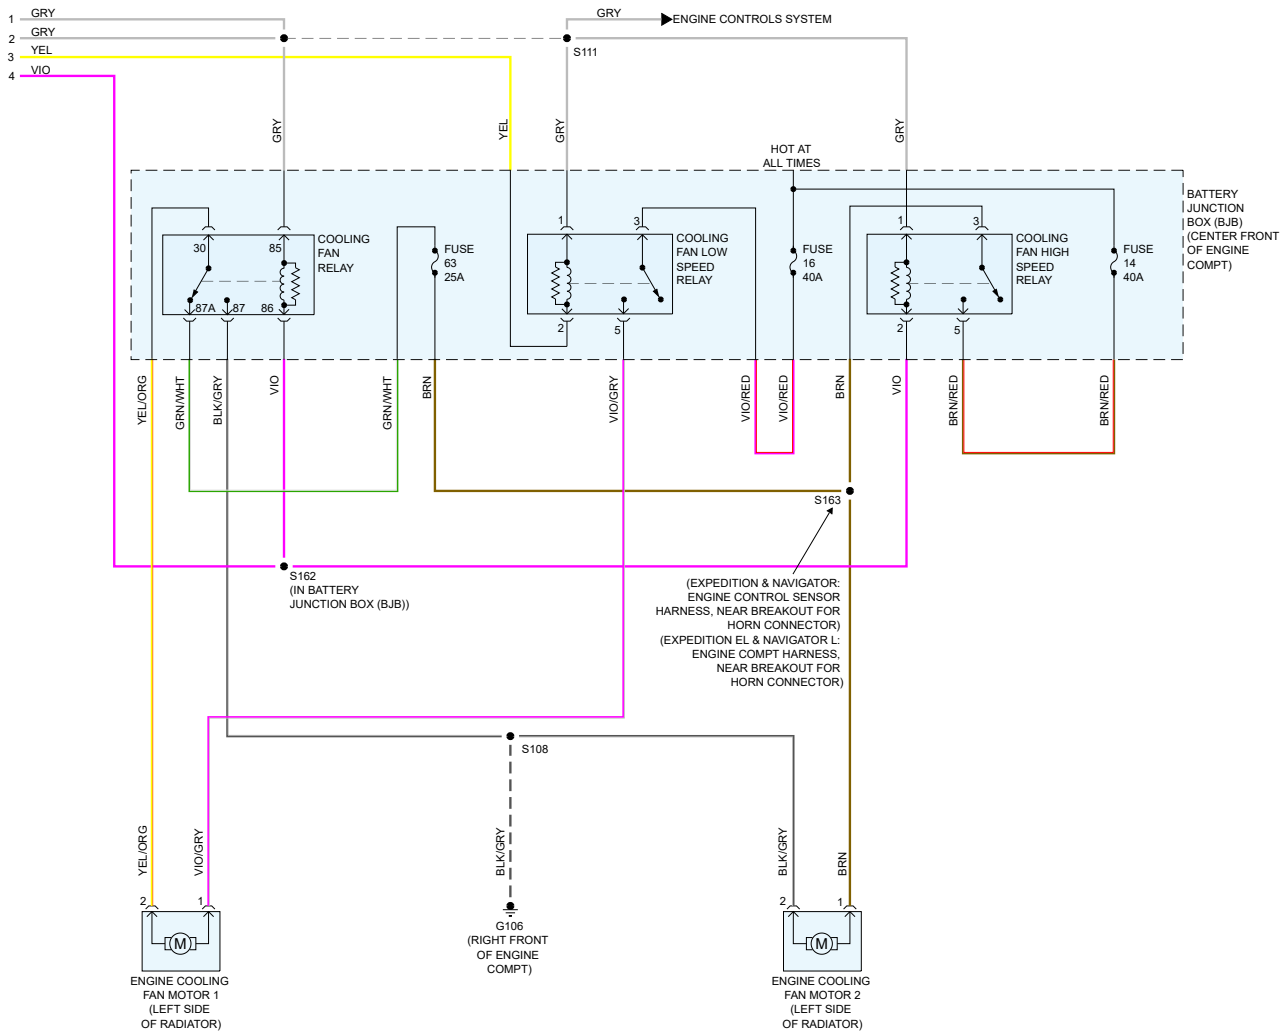 1 GRY
2 GRY
3 YEL
4 VIO
GRY
ENGINE CONTROLS SYSTEM
S111
GRY
YEL
GRY
GRY
HOT AT
ALL TIMES
BATTERY
JUNCTION
BOX (BJB)
(CENTER FRONT
OF ENGINE
COMPT)
30
85
COOLING
FAN
RELAY
87A
87
86
FUSE
63
25A
1
3
COOLING
FAN LOW
SPEED
RELAY
2
5
FUSE
16
40A
1
3
COOLING
FAN HIGH
SPEED
RELAY
2
5
FUSE
14
40A
YEL/ORG
GRN/WHT
BLK/GRY
VIO
GRN/WHT
BRN
VIO/GRY
VIO/RED
VIO/RED
BRN
VIO
BRN/RED
BRN/RED
S163
S162
(IN BATTERY
JUNCTION BOX (BJB))
(EXPEDITION & NAVIGATOR:
ENGINE CONTROL SENSOR
HARNESS, NEAR BREAKOUT FOR
HORN CONNECTOR)
(EXPEDITION EL & NAVIGATOR L:
ENGINE COMPT HARNESS,
NEAR BREAKOUT FOR
HORN CONNECTOR)
S108
YEL/ORG
VIO/GRY
BLK/GRY
BLK/GRY
BRN
2
1
M
ENGINE COOLING
FAN MOTOR 1
(LEFT SIDE
OF RADIATOR)
G106
(RIGHT FRONT
OF ENGINE
COMPT)
2
1
M
ENGINE COOLING
FAN MOTOR 2
(LEFT SIDE
OF RADIATOR)